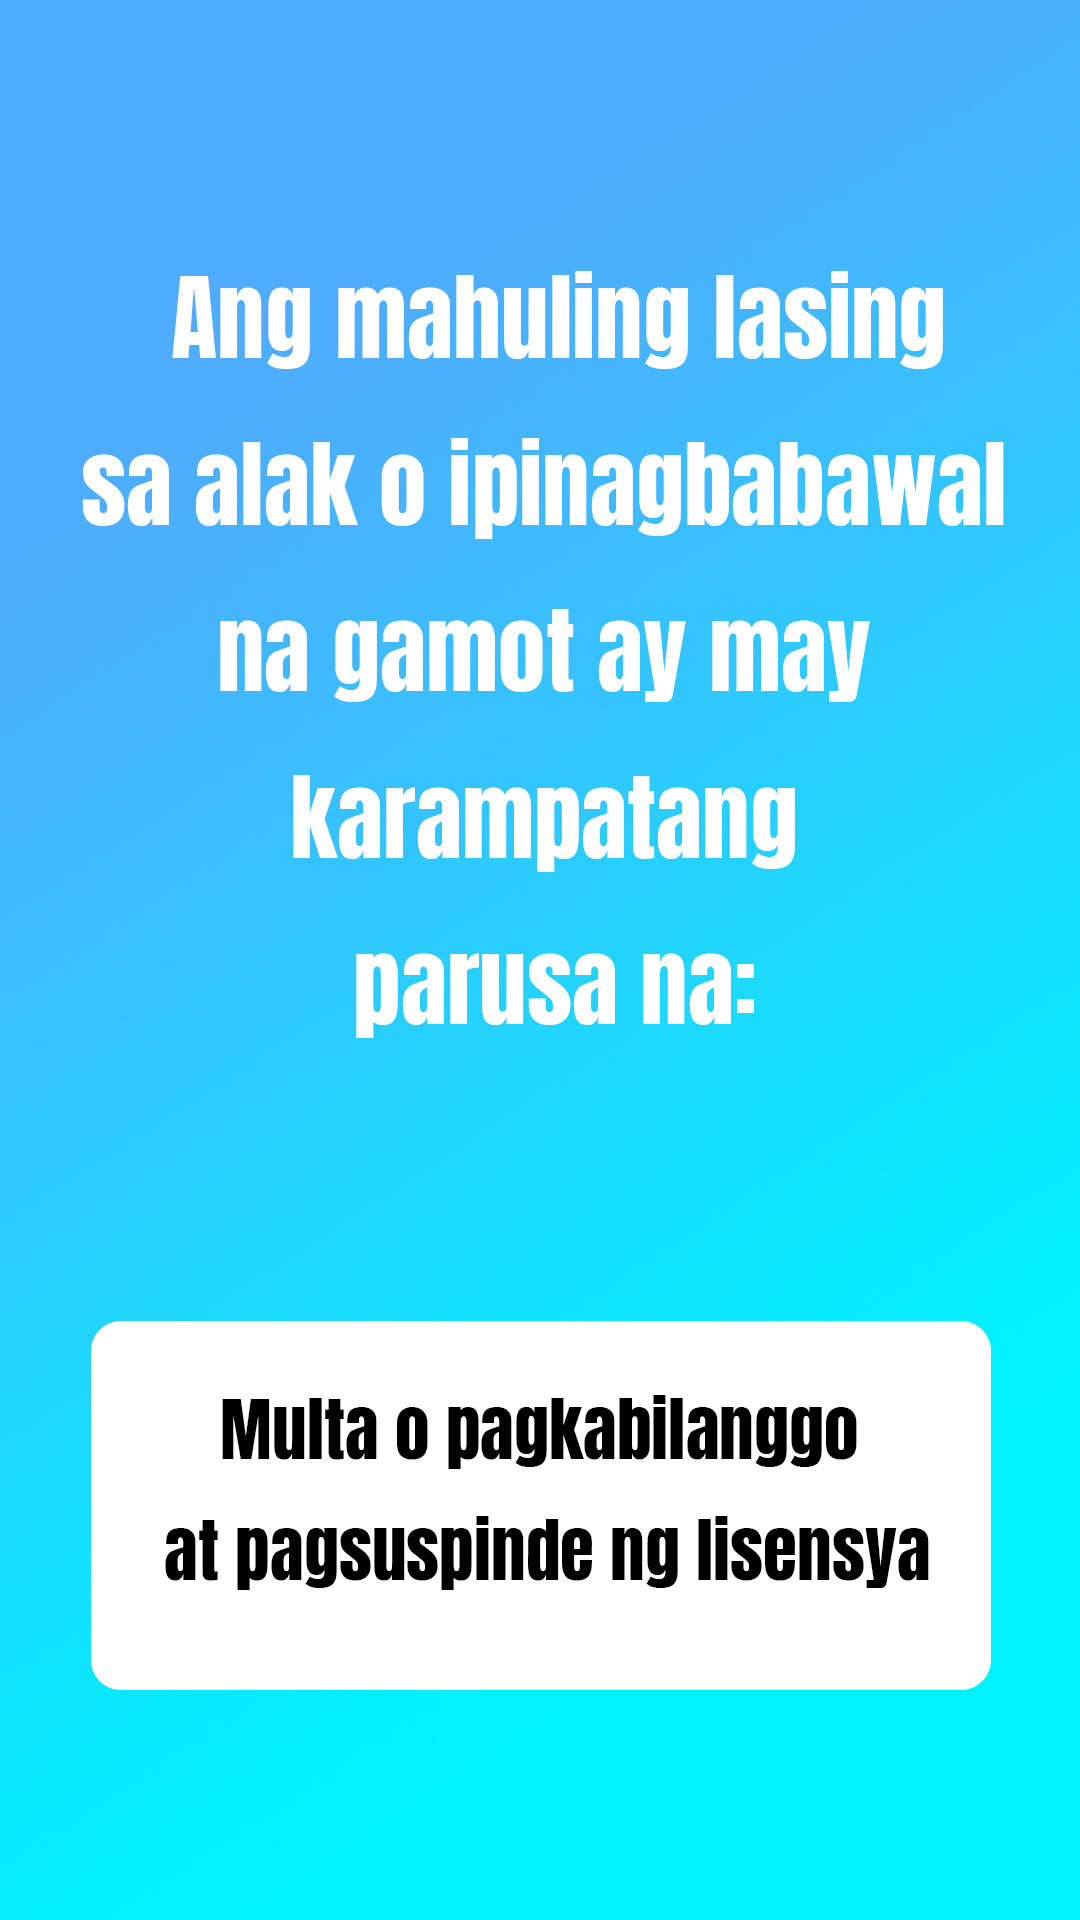 Ang mahuling lasing
sa alak o ipinagbabawal
na gamot ay may
karampatang
parusa na:
Multa o pagkabilanggo
at pagsuspinde ng lisensya